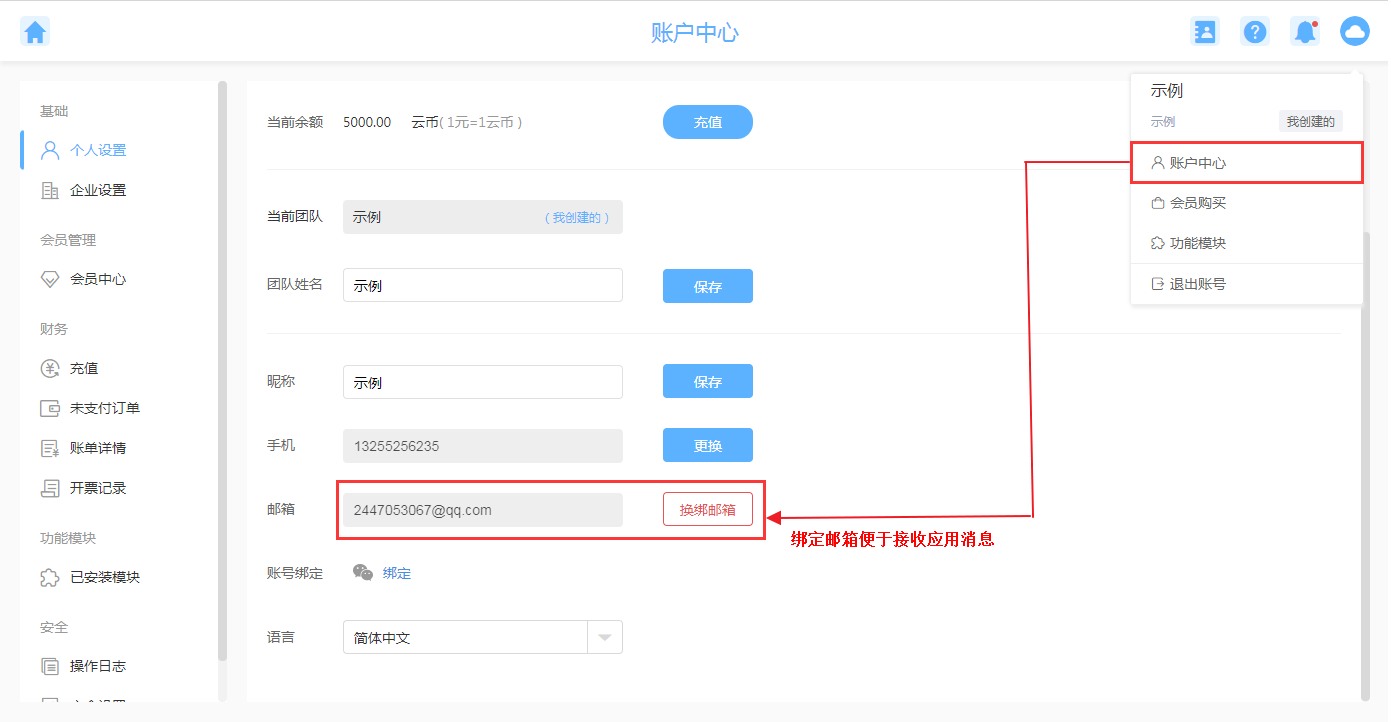 账户中心
示例
示例 我创建的
账户中心
会员购买
功能模块
退出账号
基础
个人设置
企业设置
会员管理
会员中心
财务
充值
未支付订单
账单详情
开票记录
功能模块
已安装模块
安全
操作日志
当前余额 5000.00 云币( 1元=1云币 ) 充值
当前团队 示例 ( 我创建的 )
团队姓名 示例 保存
昵称 示例 保存
手机 13255256235 更换
邮箱 2447053067@qq.com 换绑邮箱
绑定邮箱便于接收应用消息
账号绑定 绑定
语言 简体中文